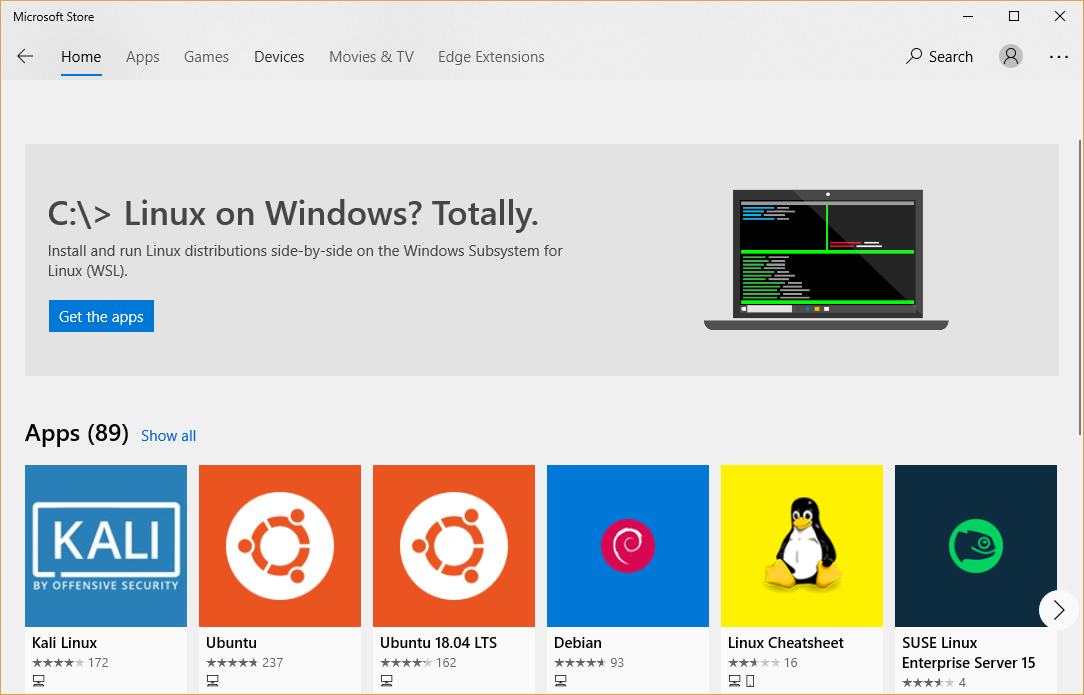 Microsoft Store
Home Apps Games Devices Movies & TV Edge Extensions Search
C:\> Linux on Windows? Totally.
Install and run Linux distributions side-by-side on the Windows Subsystem for
Linux (WSL).
Get the apps
Apps (89) Show all
KALI
BY OFFENSIVE SECURITY
Kali Linux
172
Ubuntu
237
Ubuntu 18.04 LTS
162
Debian
93
Linux Cheatsheet
16
SUSE Linux
Enterprise Server 15
4